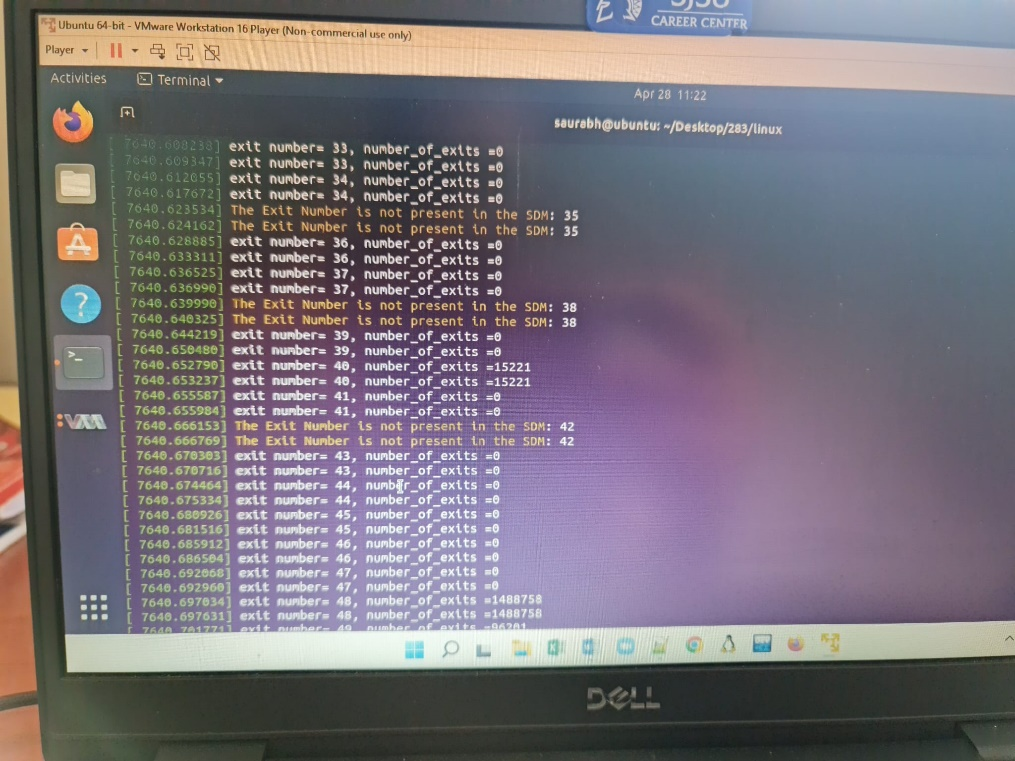 SJSU
CAREER CENTER
Ubuntu 64-bit - VMware Workstation 16 Player (Non-commercial use only)
Player
Activities
Terminal
Apr 28 11:22
saurabh@ubuntu: ~/Desktop/283/linux
7640.608238] exit number= 33, number_of_exits =0
7640.609347] exit number= 33, number_of_exits =0
7640.612055] exit number= 34, number_of_exits =0
[ 7640.617672] exit number= 34, number_of_exits =0
[ 7640.623534] The Exit Number is not present in the SDM: 35
[ 7640.624162] The Exit Number is not present in the SDM: 35
[ 7640.628885] exit number= 36, number_of_exits =0
[ 7640.633311] exit number= 36, number_of_exits =0
[ 7640.636525] exit number= 37, number_of_exits =0
[ 7640.636990] exit number= 37, number_of_exits =0
[ 7640.639990] The Exit Number is not present in the SDM: 38
[ 7640.640325] The Exit Number is not present in the SDM: 38
[ 7640.644219] exit number= 39, number_of_exits =0
[ 7640.650480] exit number= 39, number_of_exits =0
[ 7640.652790] exit number= 40, number_of_exits =15221
[ 7640.653237] exit number= 40, number_of_exits =15221
[ 7640.655587] exit number= 41, number_of_exits =0
[ 7640.655984] exit number= 41, number_of_exits =0
[ 7640.666153] The Exit Number is not present in the SDM: 42
[ 7640.666769] The Exit Number is not present in the SDM: 42
[ 7640.670303] exit number= 43, number_of_exits =0
[ 7640.670716] exit number= 43, number_of_exits =0
[ 7640.674464] exit number= 44, number_of_exits =0
[ 7640.675334] exit number= 44, number_of_exits =0
[ 7640.680926] exit number= 45, number_of_exits =0
[ 7640.681516] exit number= 45, number_of_exits =0
[ 7640.685912] exit number= 46, number_of_exits =0
[ 7640.686504] exit number= 46, number_of_exits =0
[ 7640.692068] exit number= 47, number_of_exits =0
[ 7640.692960] exit number= 47, number_of_exits =0
[ 7640.697034] exit number= 48, number_of_exits =1488758
[ 7640.697631] exit number= 48, number_of_exits =1488758
[ 7640.701771] exit number= 49, number_of_exits =96201
DELL